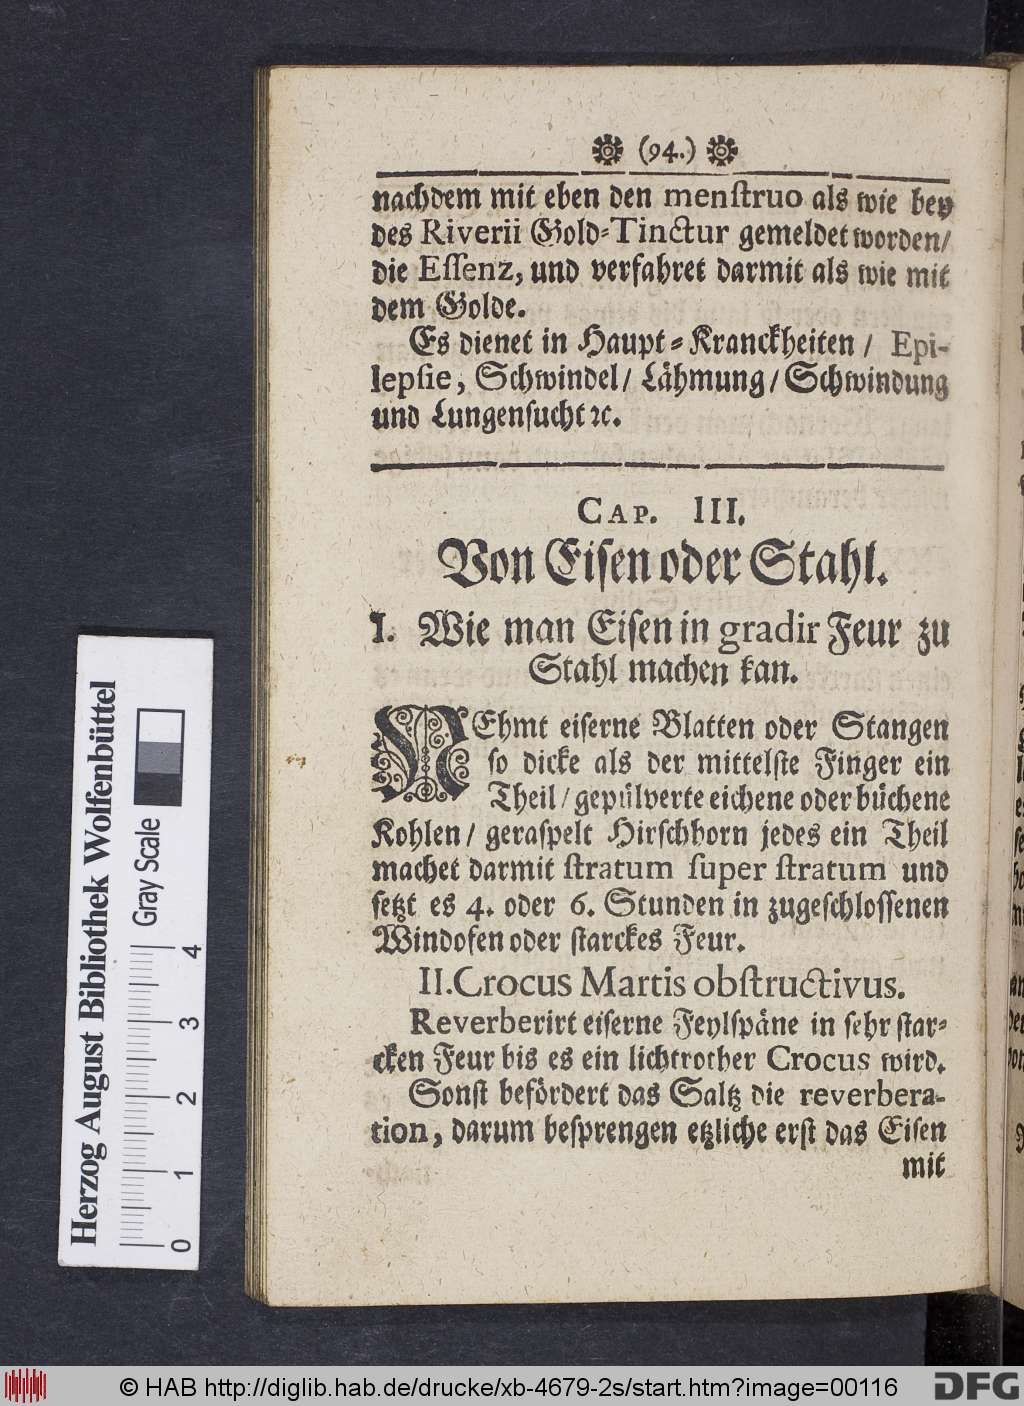 (94.)
nachdem mit eben den menſtruo als wie bey
des Riverii Gold-Tinctur gemeldet worden/
die Eſſenz, und verfahret darmit als wie mit
dem Golde.
Es dienet in Haupt-Kranckheiten / Epi-
lepſie, Schwindel/ Lähmung/ Schwindung
und Lungenſucht ꝛc.
CAP. III.
Von Eiſen oder Stahl.
I. Wie man Eiſen in gradir Feur zu
Stahl machen kan.
NEhmt eiſerne Blatten oder Stangen
ſo dicke als der mittelſte Finger ein
Theil/ gepülverte eichene oder büchene
Kohlen/ geraſpelt Hirſchhorn jedes ein Theil
machet darmit ſtratum ſuper ſtratum und
ſetzt es 4. oder 6. Stunden in zugeſchloſſenen
Windofen oder ſtarckes Feur.
II. Crocus Martis obſtructivus.
Reverberirt eiſerne Feylſpäne in ſehr ſtar-
cken Feur bis es ein lichtrother Crocus wird.
Sonſt befördert das Saltz die reverbera-
tion, darum beſprengen etzliche erſt das Eiſen
mit
Herzog August Bibliothek Wolfenbüttel
Gray Scale
0 1 2 3 4
© HAB http://diglib.hab.de/drucke/xb-4679-2s/start.htm?image=00116
DFG